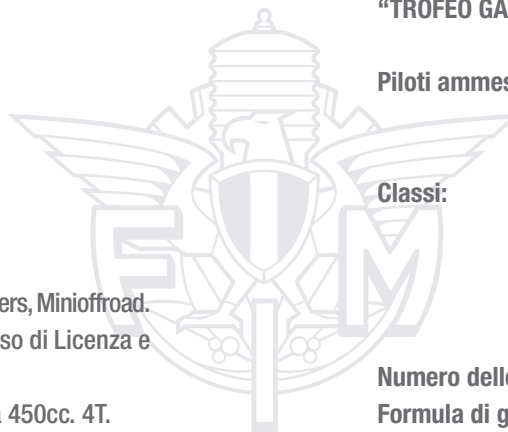 ers, Minioffroad.
so di Licenza e
a 450cc. 4T.
“TROFEO GA
Piloti ammes
Classi:
Numero delle
Formula di g
F M